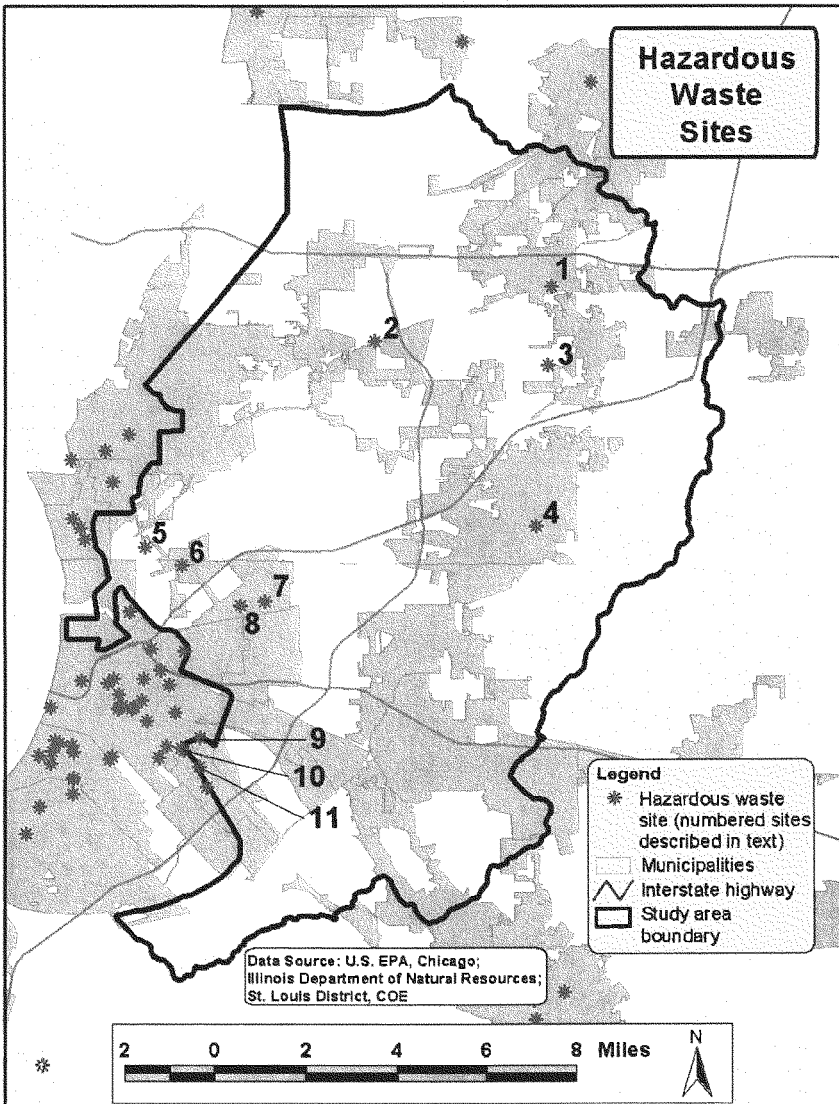 Hazardous
Waste
Sites
1
2
3
4
5
6
7
8
9
10
11
Legend
Hazardous waste
site (numbered sites
described in text)
Municipalities
Interstate highway
Study area
boundary
Data Source: U.S. EPA, Chicago;
Illinois Department of Natural Resources;
St. Louis District, COE
2 0 2 4 6 8 Miles
N